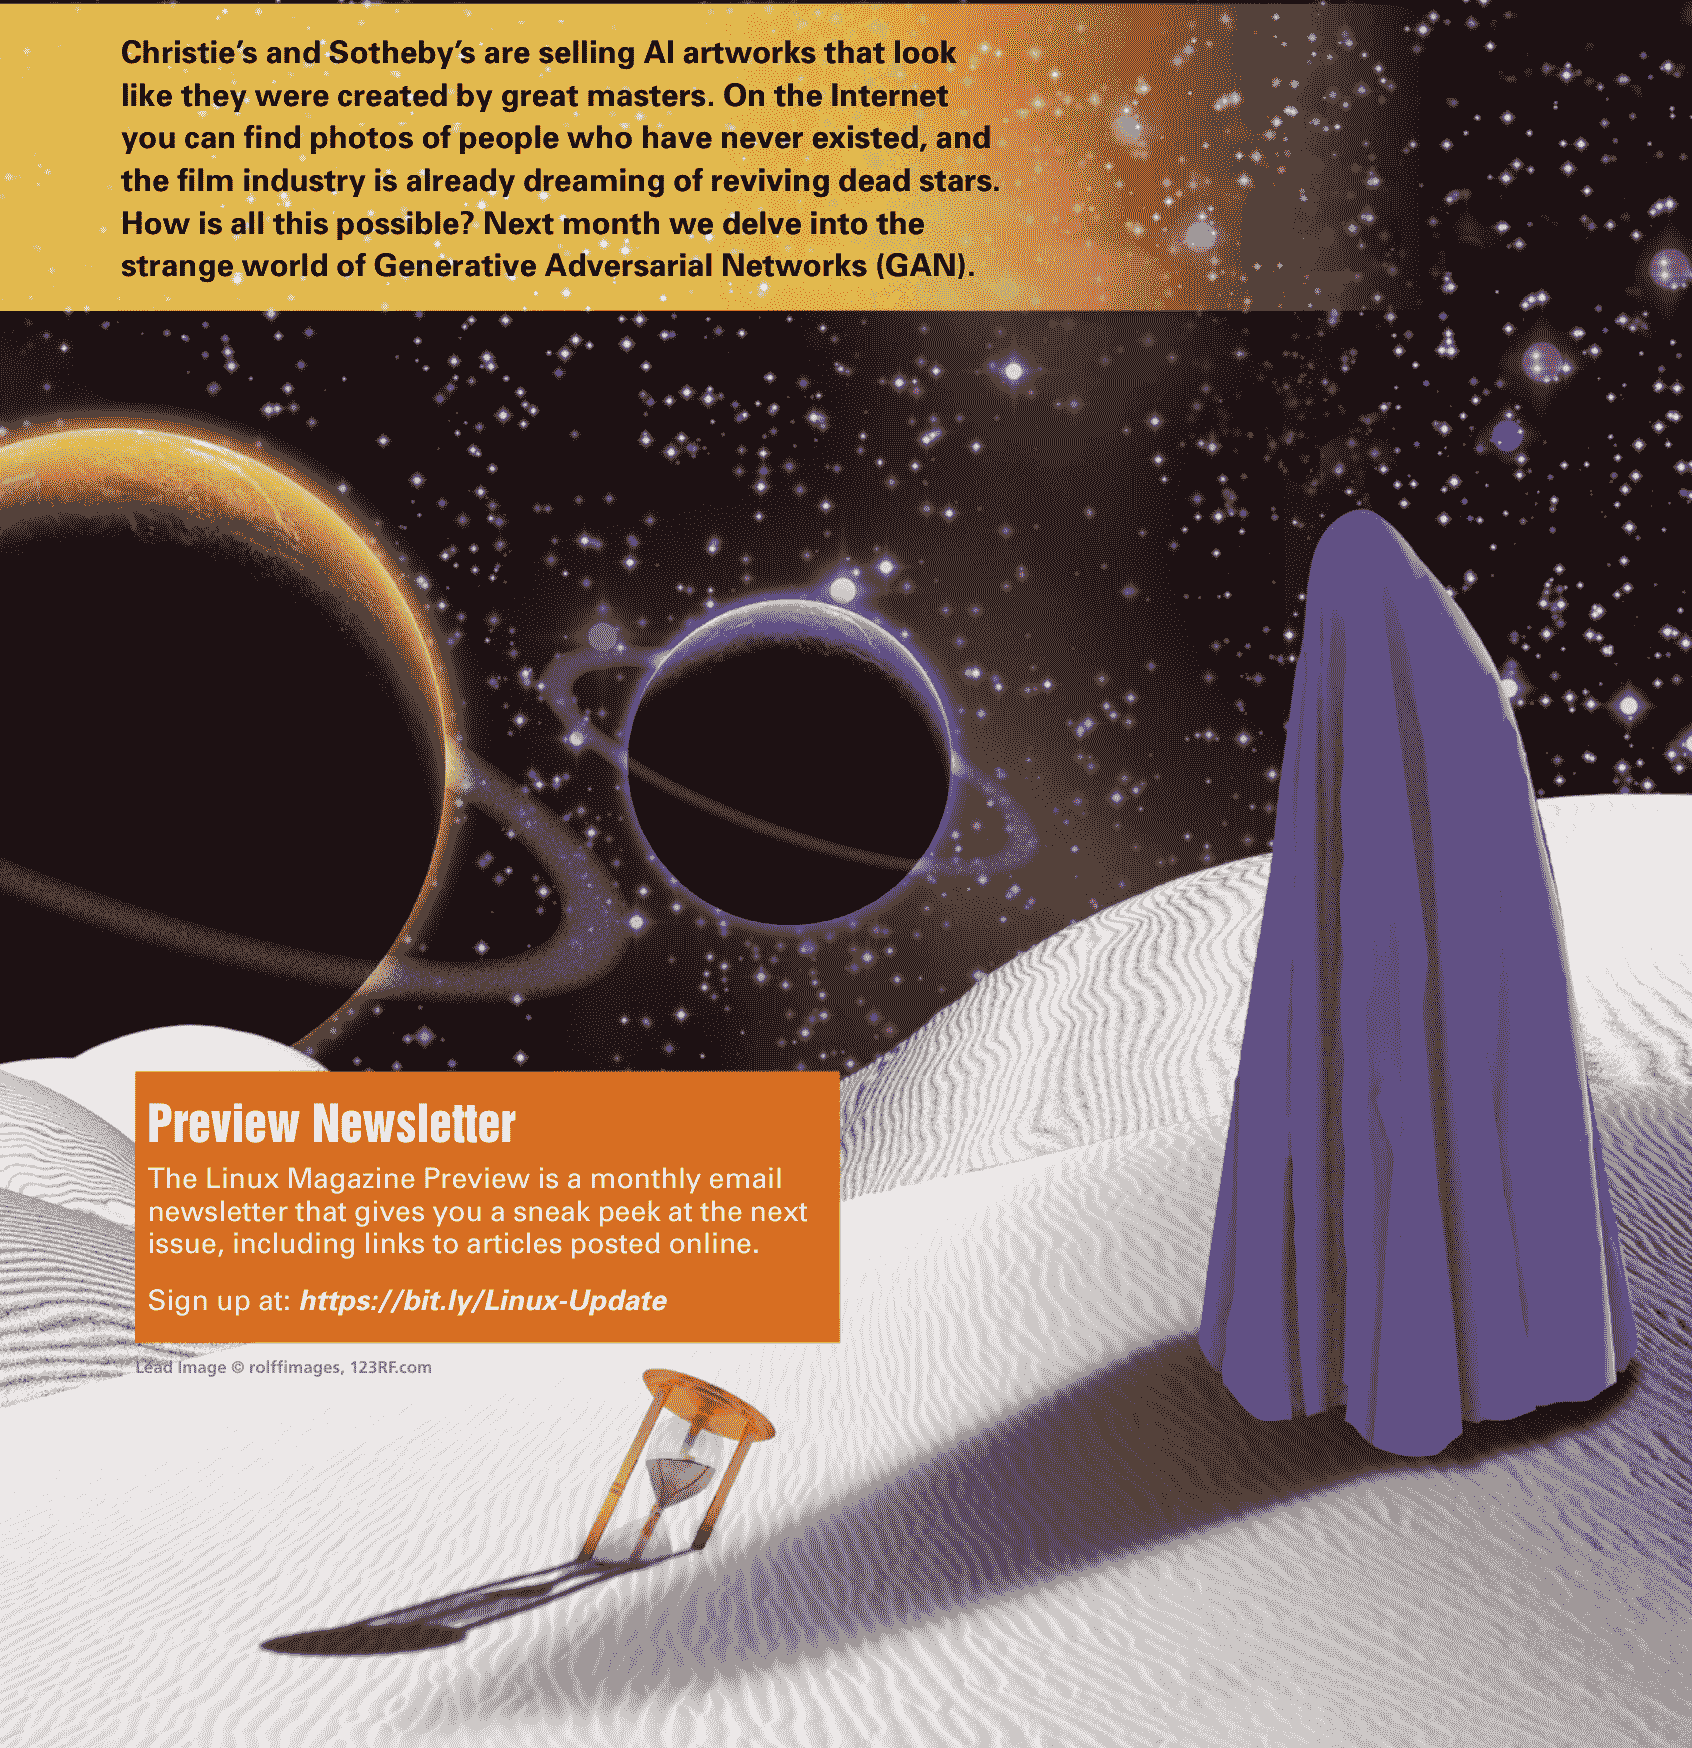 Christie’s and Sotheby’s are selling AI artworks that look
like they were created by great masters. On the Internet
you can find photos of people who have never existed, and
the film industry is already dreaming of reviving dead stars.
How is all this possible? Next month we delve into the
strange world of Generative Adversarial Networks (GAN).
Preview Newsletter
The Linux Magazine Preview is a monthly email
newsletter that gives you a sneak peek at the next
issue, including links to articles posted online.
Sign up at: https://bit.ly/Linux-Update
Lead Image © rolffimages, 123RF.com